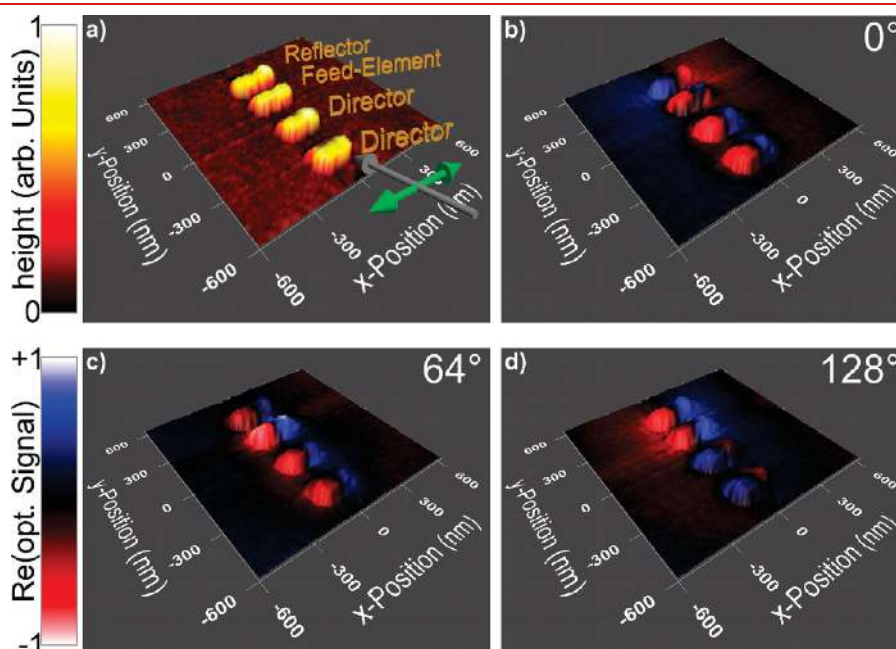 1
height (arb. Units)
0
a)
Reflector
Feed-Element
Director
Director
600
300
0
-300
-600
y-Position (nm)
-600
-300
300
600
x-Position (nm)
b)
0°
600
300
0
-300
-600
y-Position (nm)
-600
-300
0
300
600
x-Position (nm)
+1
Re(opt. Signal)
-1
c)
64°
600
300
0
-300
-600
y-Position (nm)
-600
-300
0
300
600
x-Position (nm)
d)
128°
600
300
0
-300
-600
y-Position (nm)
-600
-300
0
300
600
x-Position (nm)